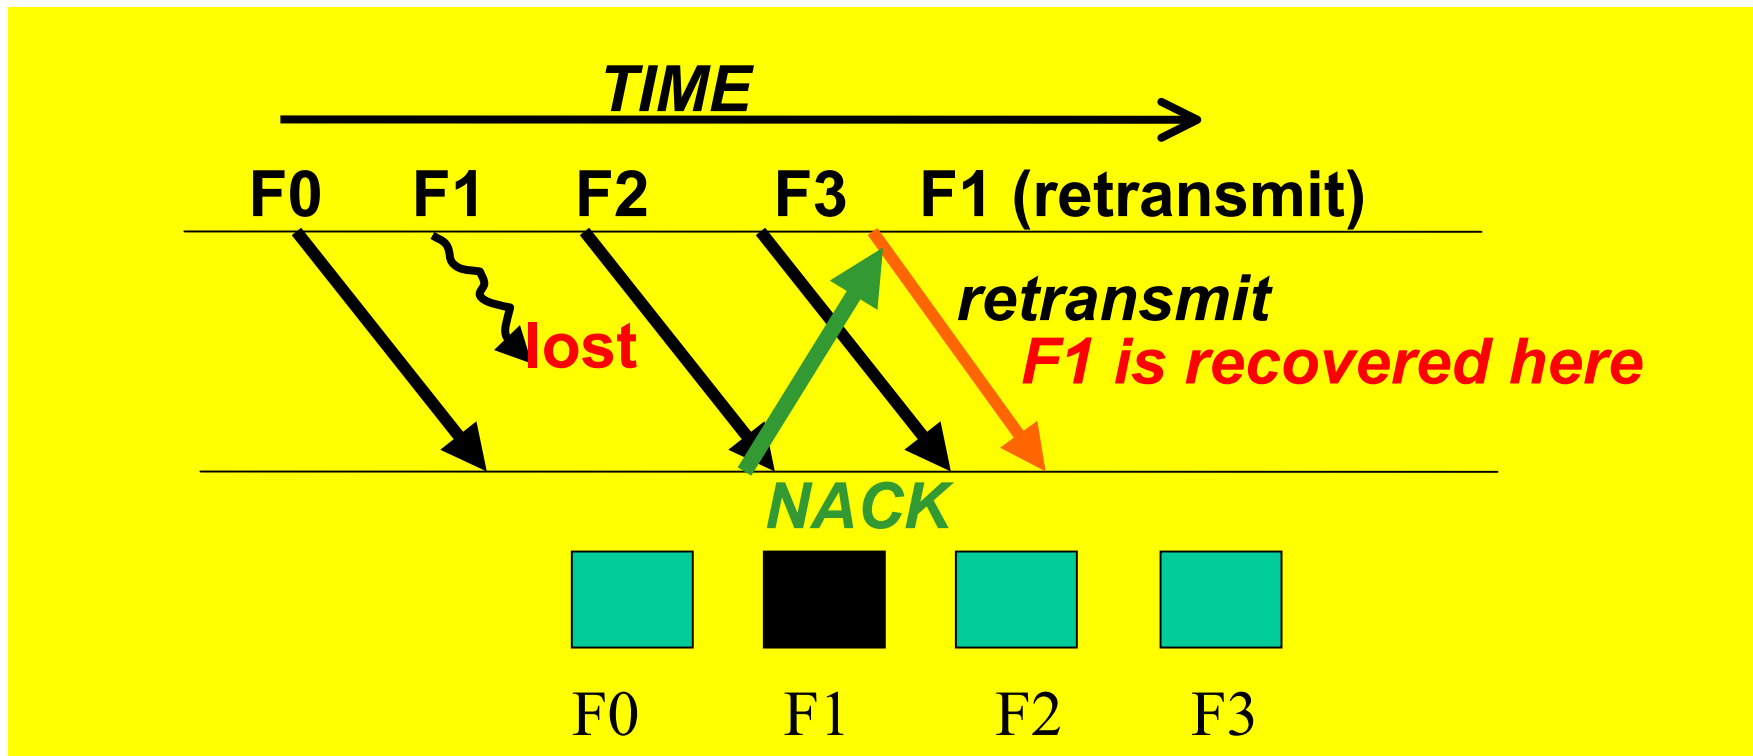 TIME
F0 F1 F2 F3 F1 (retransmit)
retransmit
lost
F1 is recovered here
NACK
F0 F1 F2 F3